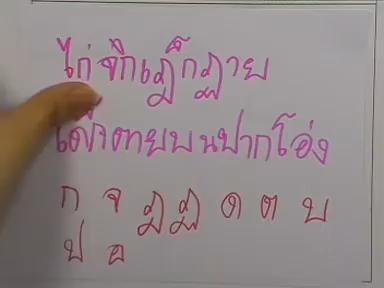 ไก่จิกเฎ็กฏาย
เด็กตายบนปากโอ่ง
ก จ ฎ ฏ ด ต บ
ป อ